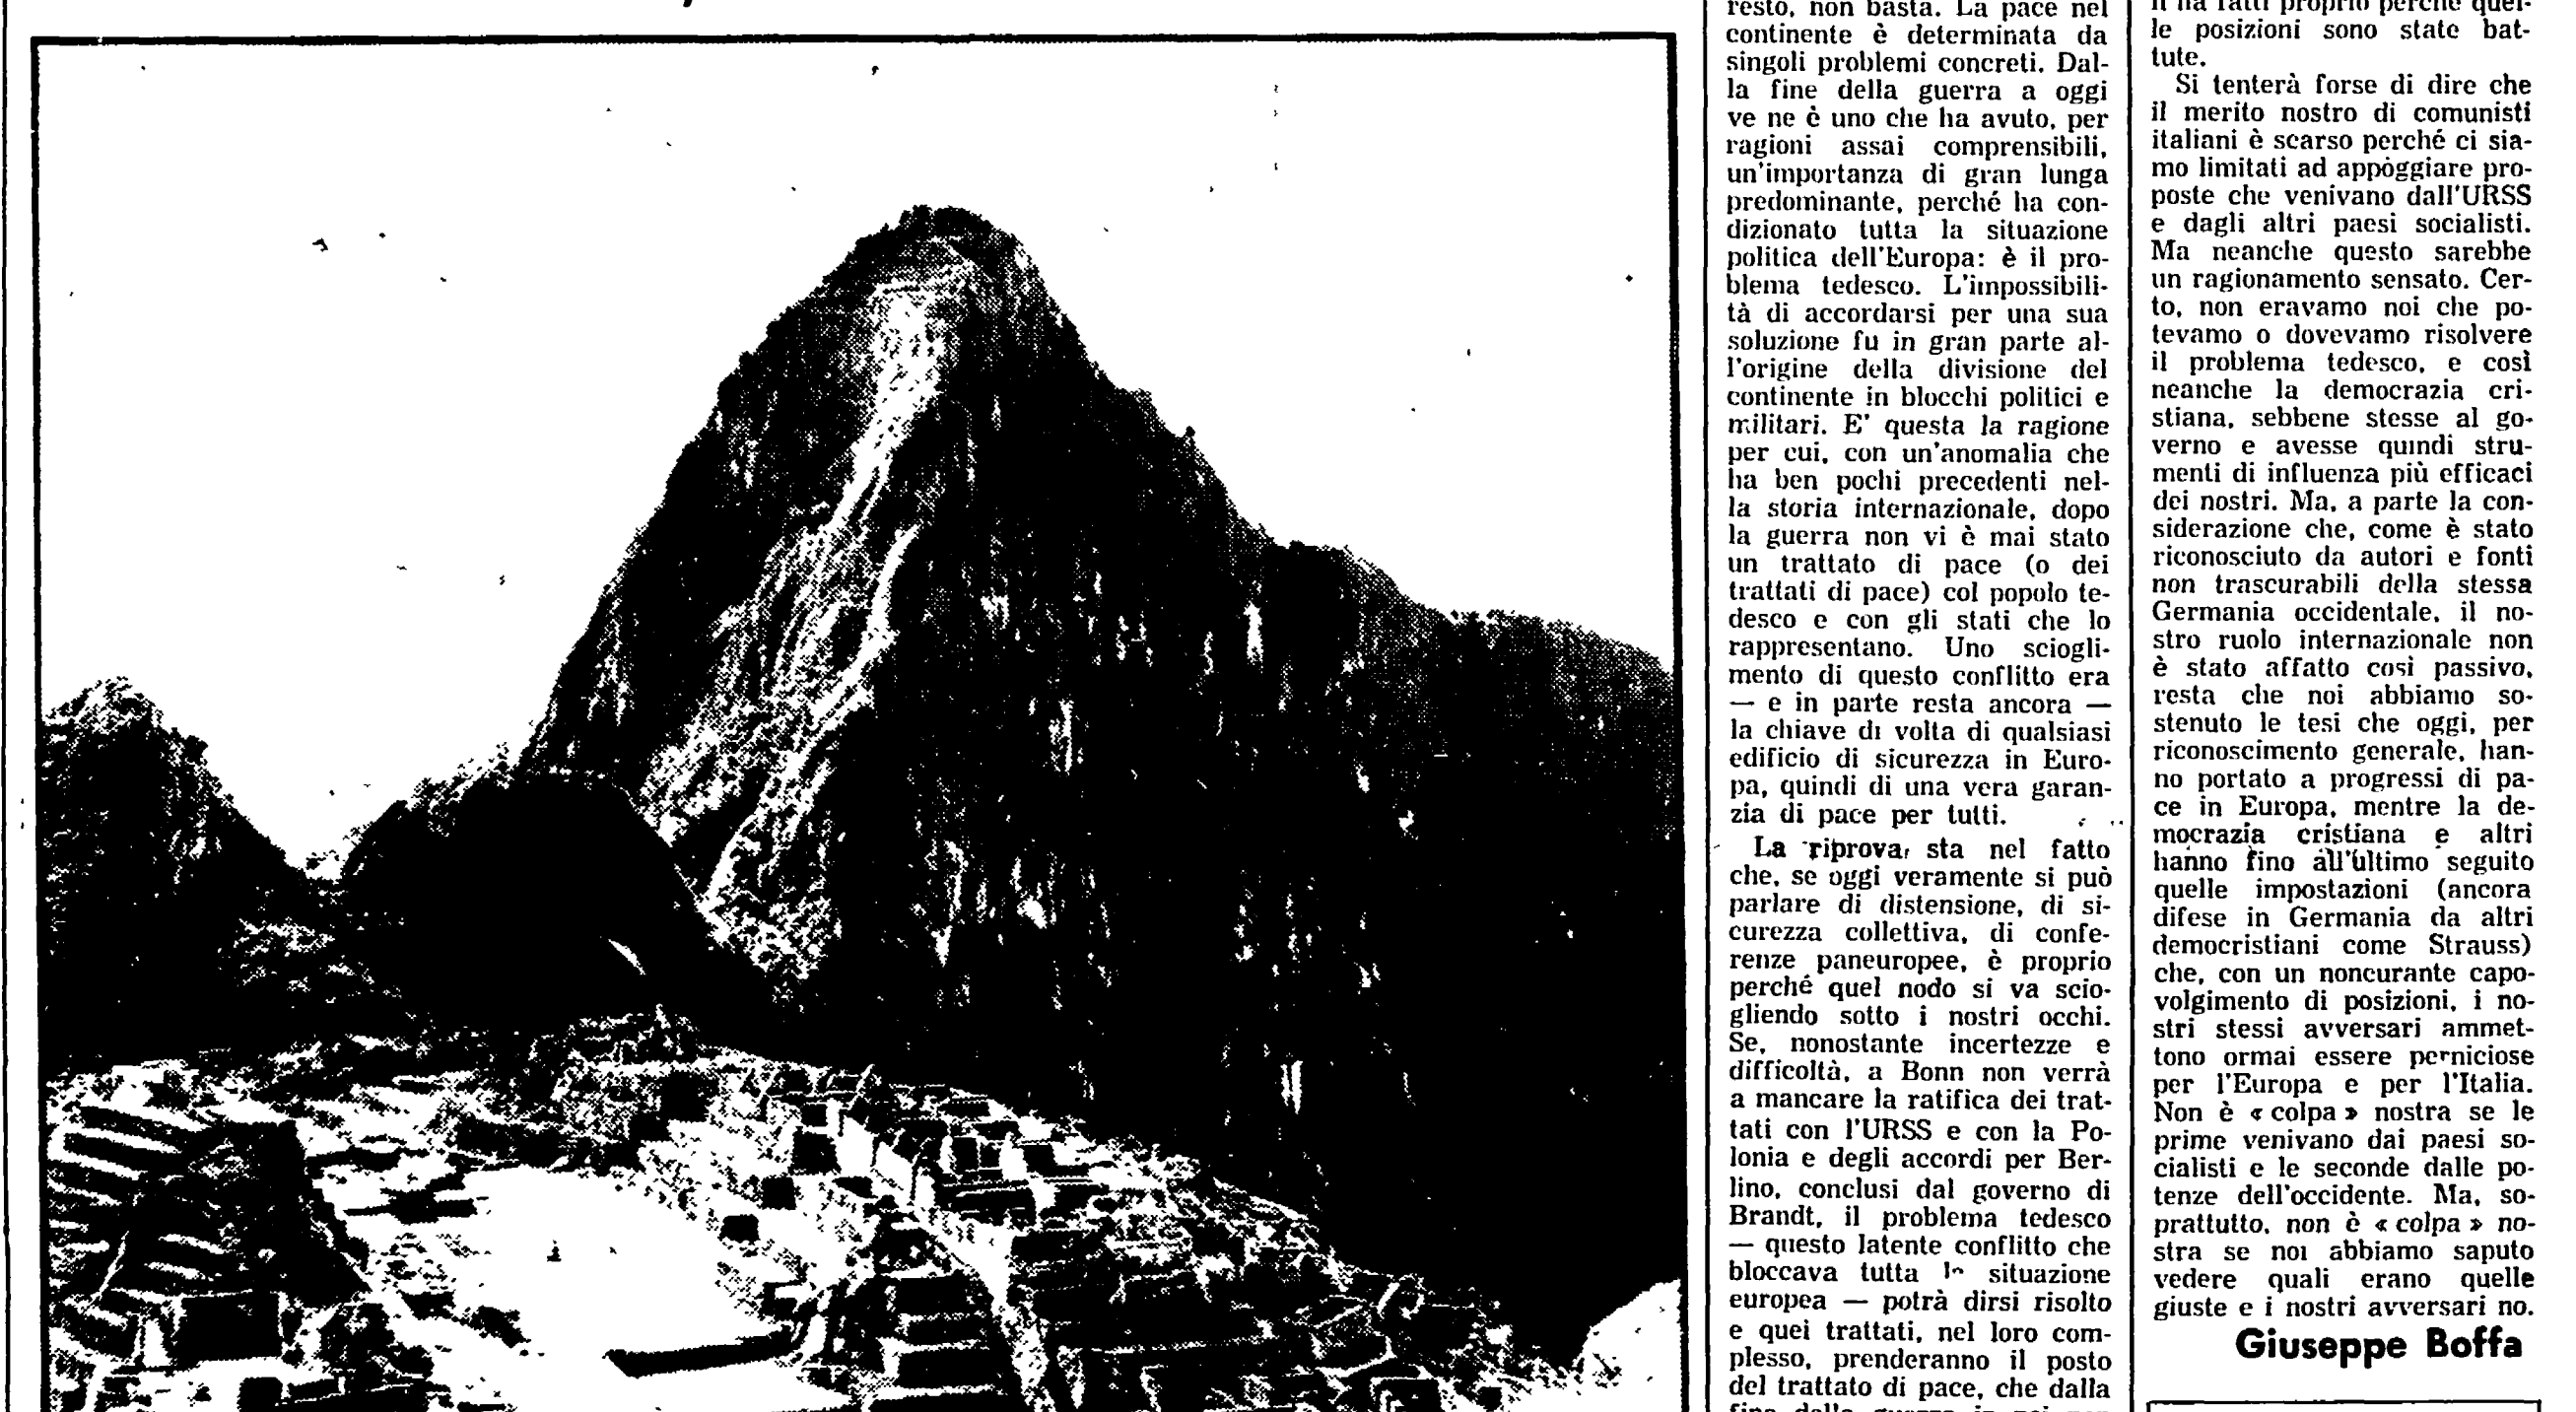 resto, non basta. La pace nel
continente è determinata da
singoli problemi concreti. Dal-
la fine della guerra a oggi
ve ne è uno che ha avuto, per
ragioni assai comprensibili,
un'importanza di gran lunga
predominante, perché ha con-
dizionato tutta la situazione
politica dell'Europa: è il pro-
blema tedesco. L'impossibili-
tà di accordarsi per una sua
soluzione fu in gran parte al-
l'origine della divisione del
continente in blocchi politici e
militari. E' questa la ragione
per cui, con un'anomalia che
ha ben pochi precedenti nel-
la storia internazionale, dopo
la guerra non vi è mai stato
un trattato di pace (o dei
trattati di pace) col popolo te-
desco e con gli stati che lo
rappresentano. Uno sciogli-
mento di questo conflitto era
— e in parte resta ancora —
la chiave di volta di qualsiasi
edificio di sicurezza in Euro-
pa, quindi di una vera garan-
zia di pace per tutti.
La riprova sta nel fatto
che, se oggi veramente si può
parlare di distensione, di si-
curezza collettiva, di confe-
renze paneuropee, è proprio
perché quel nodo si va scio-
gliendo sotto i nostri occhi.
Se, nonostante incertezze e
difficoltà, a Bonn non verrà
a mancare la ratifica dei trat-
tati con l'URSS e con la Po-
lonia e degli accordi per Ber-
lino, conclusi dal governo di
Brandt, il problema tedesco
— questo latente conflitto che
bloccava tutta la situazione
europea — potrà dirsi risolto
e quei trattati, nel loro com-
plesso, prenderanno il posto
del trattato di pace, che dalla
il ha fatti proprio perché quel-
le posizioni sono state bat-
tute.
Si tenterà forse di dire che
il merito nostro di comunisti
italiani è scarso perché ci sia-
mo limitati ad appoggiare pro-
poste che venivano dall'URSS
e dagli altri paesi socialisti.
Ma neanche questo sarebbe
un ragionamento sensato. Cer-
to, non eravamo noi che po-
tevamo o dovevamo risolvere
il problema tedesco, e così
neanche la democrazia cri-
stiana, sebbene stesse al go-
verno e avesse quindi stru-
menti di influenza più efficaci
dei nostri. Ma, a parte la con-
siderazione che, come è stato
riconosciuto da autori e fonti
non trascurabili della stessa
Germania occidentale, il no-
stro ruolo internazionale non
è stato affatto così passivo,
resta che noi abbiamo so-
stenuto le tesi che oggi, per
riconoscimento generale, han-
no portato a progressi di pa-
ce in Europa, mentre la de-
mocrazia cristiana e altri
hanno fino all'ultimo seguito
quelle impostazioni (ancora
difese in Germania da altri
democristiani come Strauss)
che, con un noncurante capo-
volgimento di posizioni, i no-
stri stessi avversari ammet-
tono ormai essere perniciose
per l'Europa e per l'Italia.
Non è « colpa » nostra se le
prime venivano dai paesi so-
cialisti e le seconde dalle po-
tenze dell'occidente. Ma, so-
prattutto, non è « colpa » no-
stra se noi abbiamo saputo
vedere quali erano quelle
giuste e i nostri avversari no.
Giuseppe Boffa